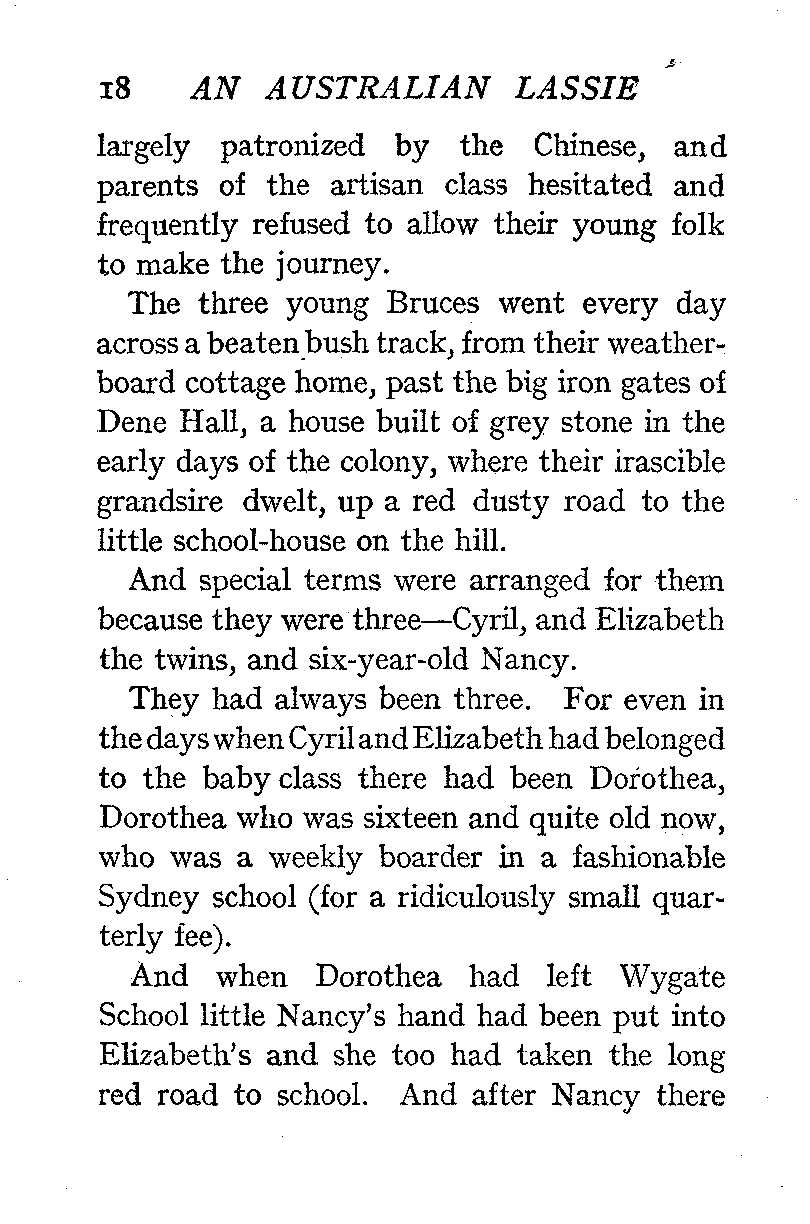 18 AN AUSTRALIAN LASSIE
largely patronized by the Chinese, and
parents of the artisan class hesitated and
frequently refused to allow their young folk
to make the journey.
The three young Bruces went every day
across a beaten bush track, from their weather-
board cottage home, past the big iron gates of
Dene Hall, a house built of grey stone in the
early days of the colony, where their irascible
grandsire dwelt, up a red dusty road to the
little school-house on the hill.
And special terms were arranged for them
because they were three—Cyril, and Elizabeth
the twins, and six-year-old Nancy.
They had always been three. For even in
the days when Cyril and Elizabeth had belonged
to the baby class there had been Dorothea,
Dorothea who was sixteen and quite old now,
who was a weekly boarder in a fashionable
Sydney school (for a ridiculously small quar-
terly fee).
And when Dorothea had left Wygate
School little Nancy's hand had been put into
Elizabeth's and she too had taken the long
red road to school. And after Nancy there